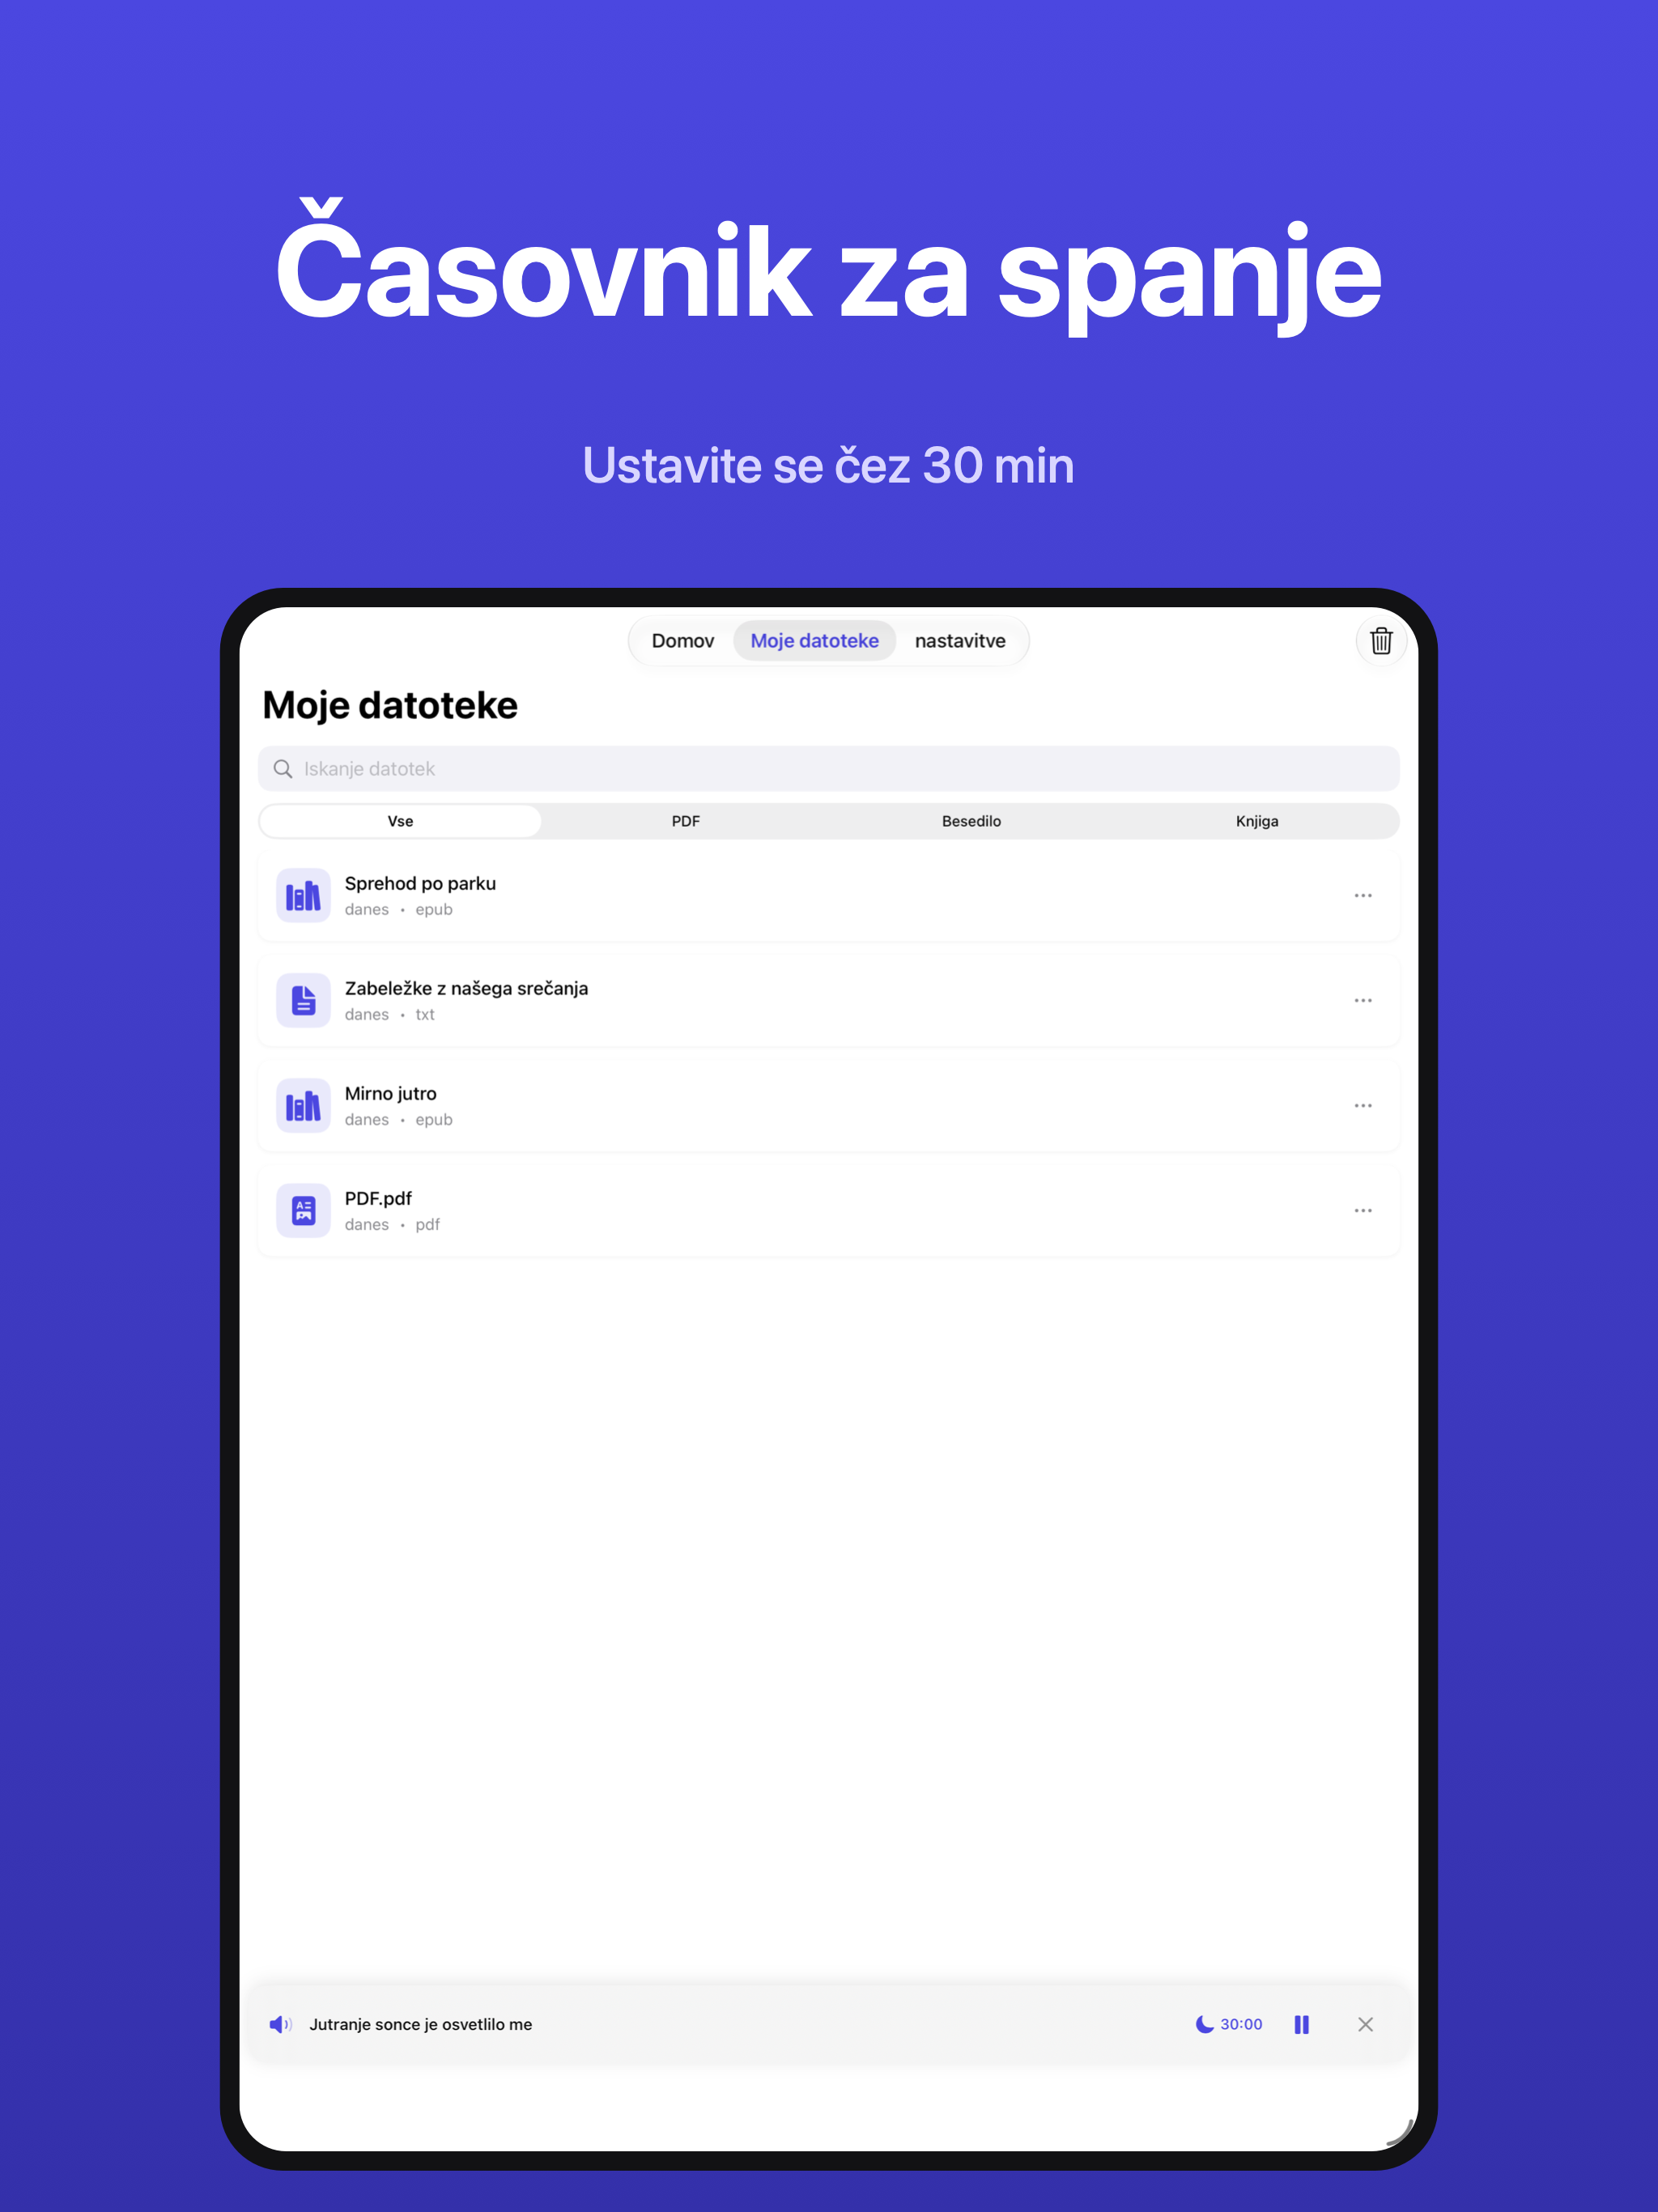 Časovnik za spanje
Ustavite se čez 30 min
Domov Moje datoteke nastavitve
Moje datoteke
Iskanje datotek
Vse PDF Besedilo Knjiga
Sprehod po parku
danes • epub
Zabeležke z našega srečanja
danes • txt
Mirno jutro
danes • epub
PDF.pdf
danes • pdf
Jutranje sonce je osvetlilo me 30:00